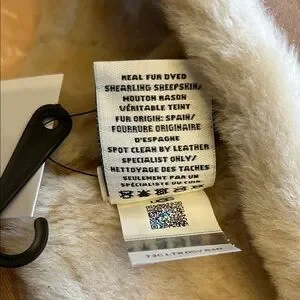 REAL FUR DYED
SHEARLING SHEEPSKIN/
MOUTON RASON
VÉRITABLE TEINT
FUR ORIGIN: SPAIN/
FOURRURE ORIGINAIRE
D'ESPAGNE
SPOT CLEAN BY LEATHER
SPECIALIST ONLY/
NETTOYAGE DES TACHES
SEULEMENT PAR UN
SPÉCIALISTE DU CUIR.
UGG